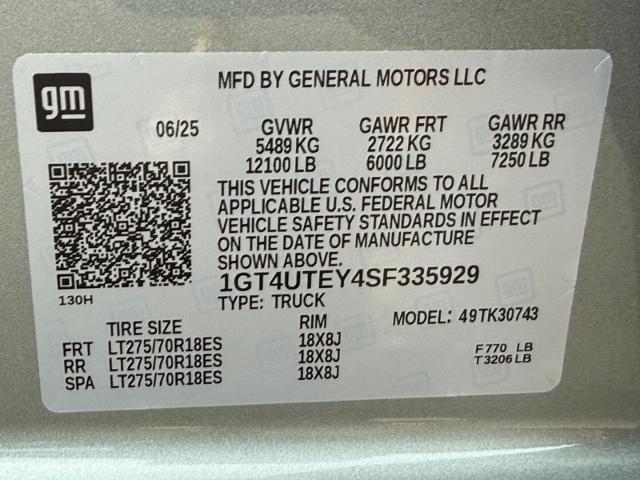 gm
MFD BY GENERAL MOTORS LLC
06/25 GVWR GAWR FRT GAWR RR
5489 KG 2722 KG 3289 KG
12100 LB 6000 LB 7250 LB
THIS VEHICLE CONFORMS TO ALL
APPLICABLE U.S. FEDERAL MOTOR
VEHICLE SAFETY STANDARDS IN EFFECT
ON THE DATE OF MANUFACTURE
SHOWN ABOVE.
1GT4UTEY4SF335929
130H
TYPE: TRUCK
MODEL: 49TK30743
TIRE SIZE RIM
FRT LT275/70R18ES 18X8J
RR LT275/70R18ES 18X8J
SPA LT275/70R18ES 18X8J
F 770 LB
T 3206 LB